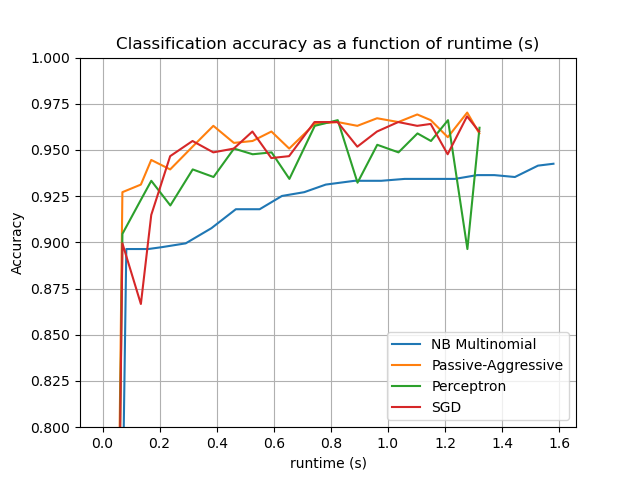 Classification accuracy as a function of runtime (s)
1.000
0.975
0.950
0.925
0.900
0.875
0.850
0.825
0.800
Accuracy
NB Multinomial
Passive-Aggressive
Perceptron
SGD
0.0 0.2 0.4 0.6 0.8 1.0 1.2 1.4 1.6
runtime (s)